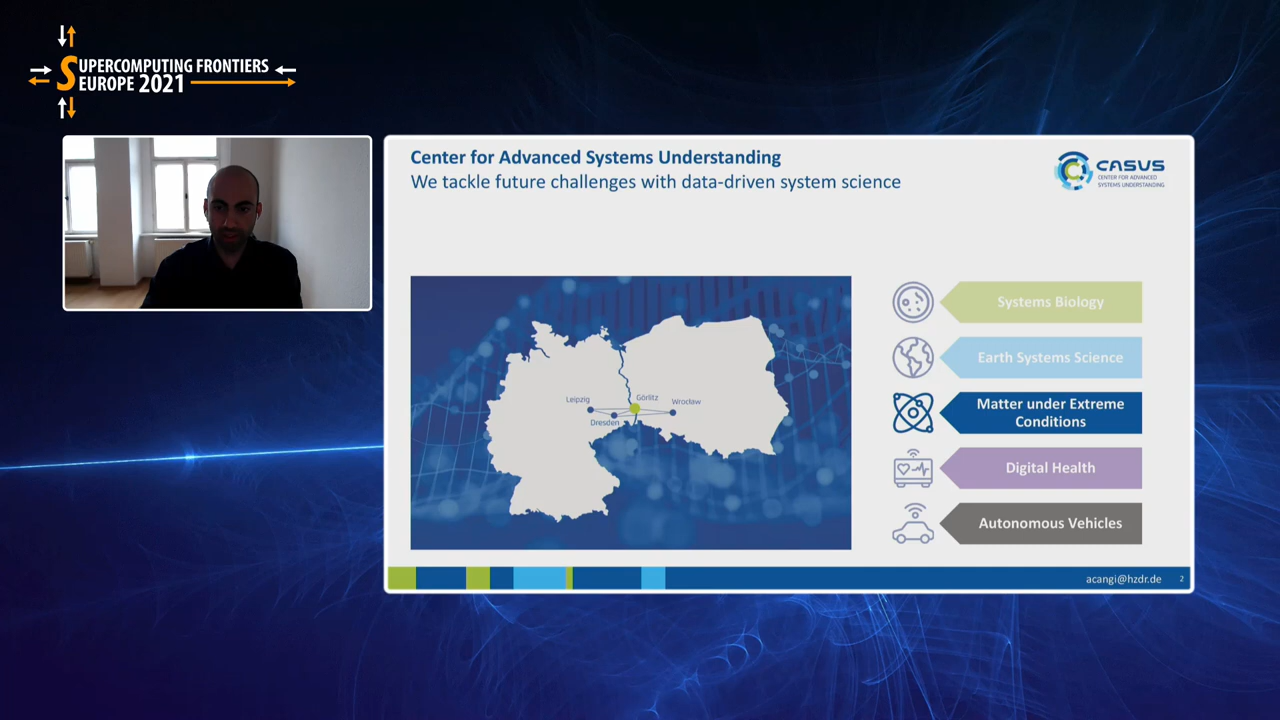 SUPERCOMPUTING FRONTIERS
EUROPE 2021
Center for Advanced Systems Understanding
We tackle future challenges with data-driven system science
CASUS
CENTER FOR ADVANCED
SYSTEMS UNDERSTANDING
Leipzig
Görlitz
Wrocław
Dresden
Systems Biology
Earth Systems Science
Matter under Extreme
Conditions
Digital Health
Autonomous Vehicles
acangi@hzdr.de 2